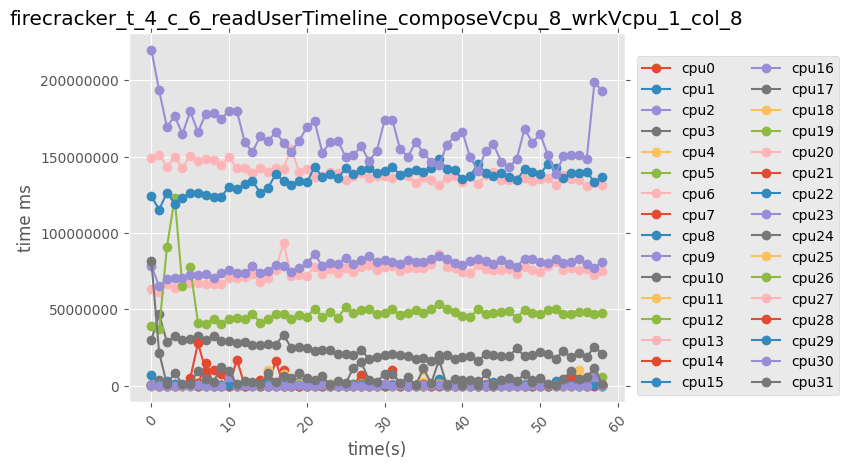 firecracker_t_4_c_6_readUserTimeline_composeVcpu_8_wrkVcpu_1_col_8
time ms
200000000
150000000
100000000
50000000
0
0
10
20
30
40
50
60
time(s)
cpu0
cpu1
cpu2
cpu3
cpu4
cpu5
cpu6
cpu7
cpu8
cpu9
cpu10
cpu11
cpu12
cpu13
cpu14
cpu15
cpu16
cpu17
cpu18
cpu19
cpu20
cpu21
cpu22
cpu23
cpu24
cpu25
cpu26
cpu27
cpu28
cpu29
cpu30
cpu31